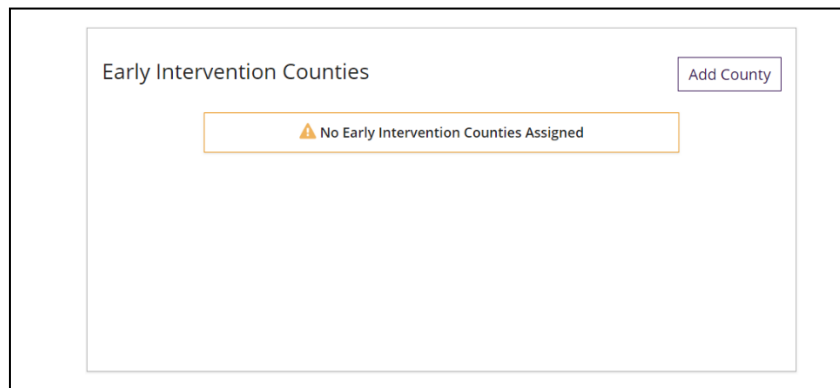 Early Intervention Counties
Add County
No Early Intervention Counties Assigned